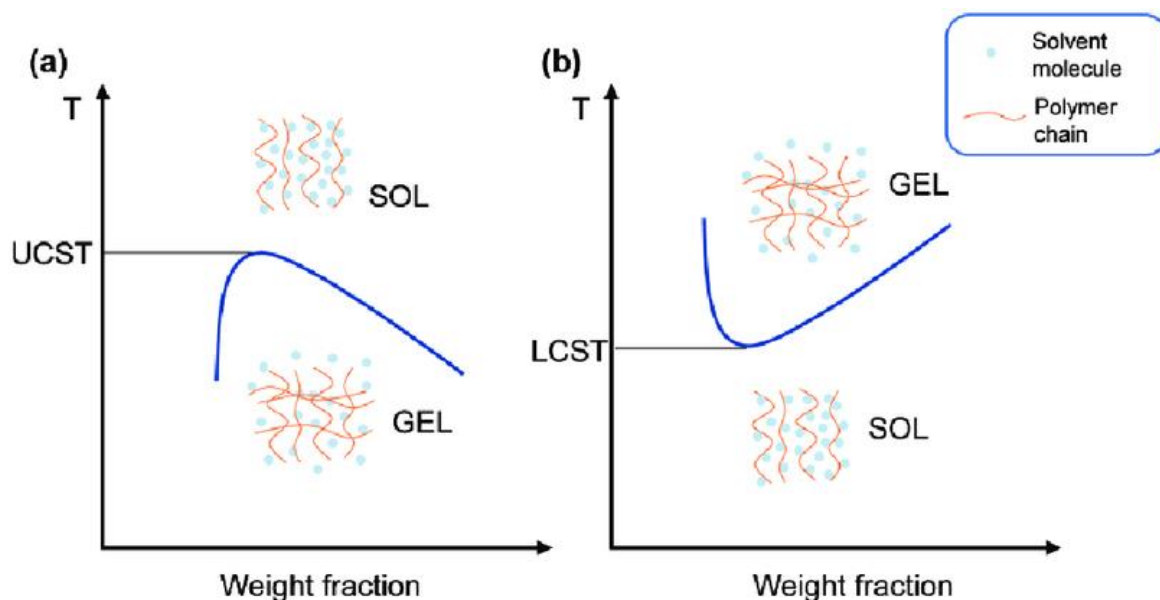 (a)
T
SOL
UCST
GEL
Weight fraction
(b)
T
GEL
LCST
SOL
Weight fraction
Solvent
molecule
Polymer
chain